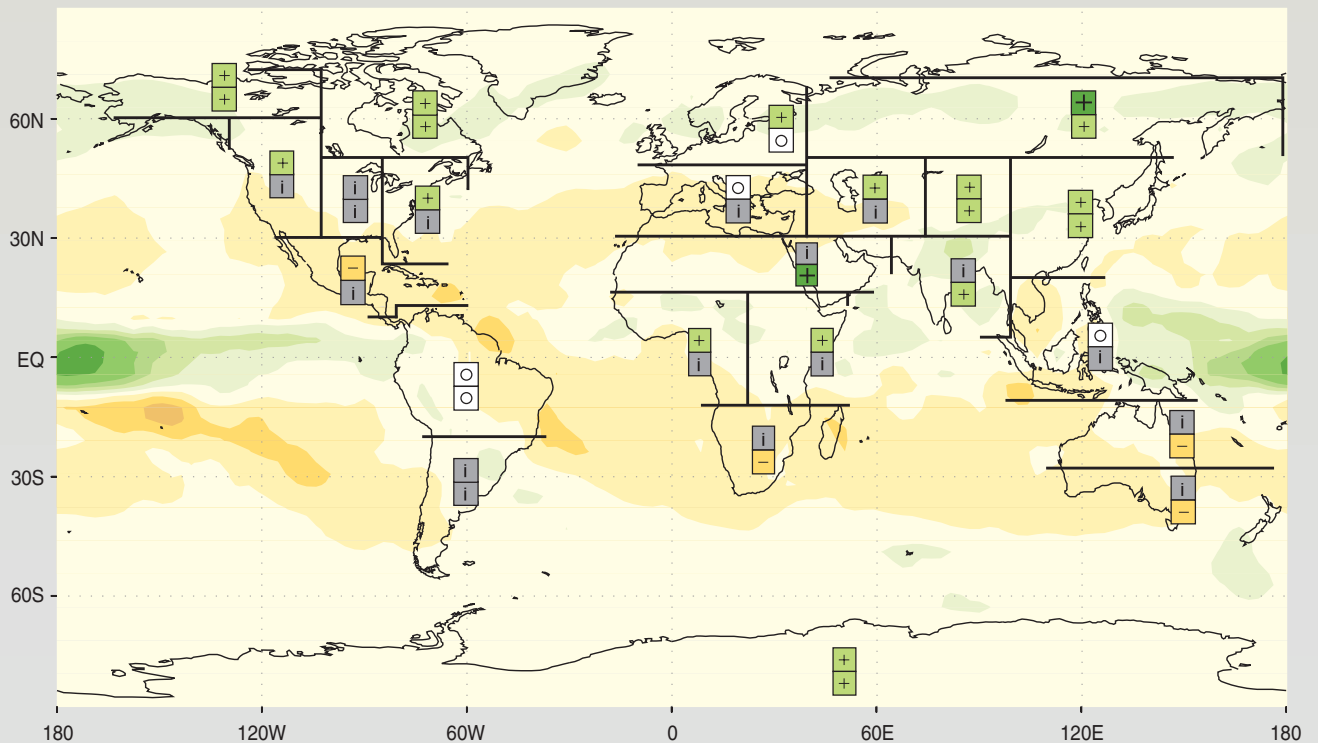 +
+
+
+
+
+
+
o
60N
+
i
i
i
+
i
o
i
+
i
+
+
+
+
30N
−
i
i
+
i
+
+
i
+
i
o
i
EQ
o
o
i
−
i
−
30S
i
i
i
−
60S
+
+
180 120W 60W 0 60E 120E 180